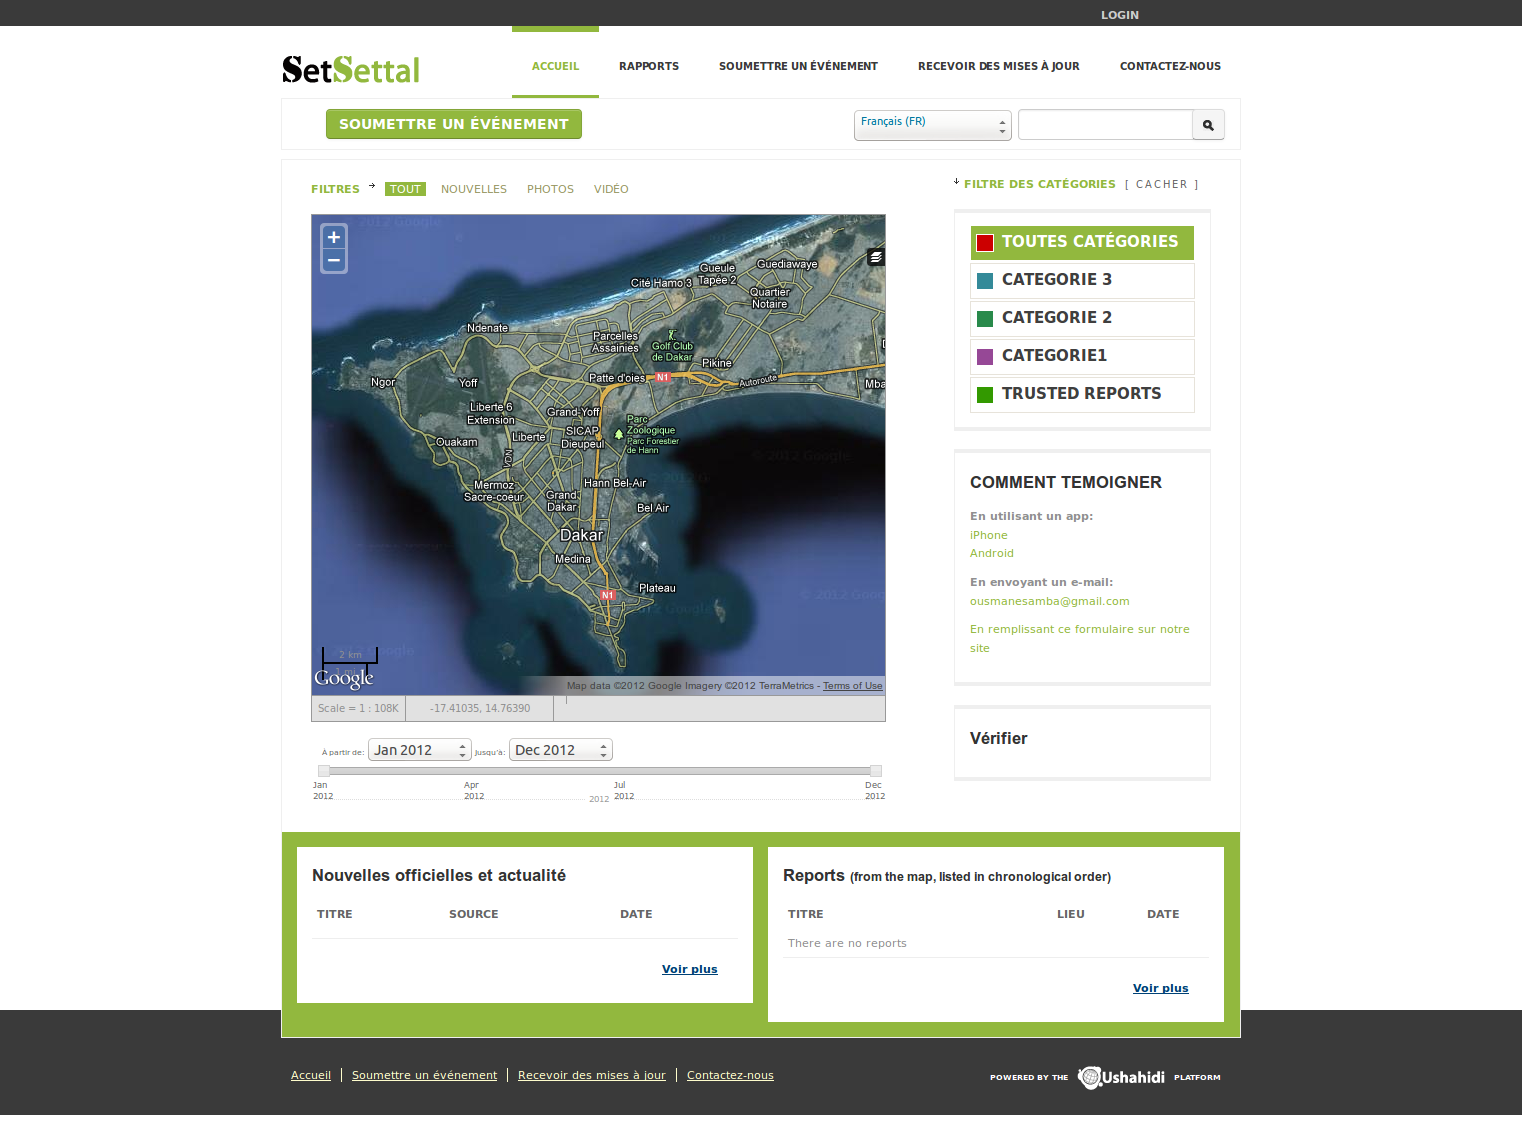 LOGIN
SetSettal
ACCUEIL RAPPORTS SOUMETTRE UN ÉVÉNEMENT RECEVOIR DES MISES À JOUR CONTACTEZ-NOUS
SOUMETTRE UN ÉVÉNEMENT
Français (FR)
FILTRES TOUT NOUVELLES PHOTOS VIDÉO
© 2012 Google
Guediawaye
Gueule
Tapée 2
Cité Hamo 3
Quartier
Notaire
Ndenate
Parcelles
Assainies
Golf Club
de Dakar
Pikine
Ngor
Yoff
Patte d'oies
N1
Autoroute
Mba
Liberte 6
Extension
Grand-Yoff
Parc
Zoologique
Parc Forestier
de Hann
SICAP
Dieupeul
Liberte
Ouakam
VDN
Mermoz
Sacre-coeur
Hann Bel-Air
Grand
Dakar
Bel Air
Dakar
Medina
Plateau
N1
2 km
1 mi
Google
Map data ©2012 Google Imagery ©2012 TerraMetrics - Terms of Use
Scale = 1 : 108K -17.41035, 14.76390
À partir de: Jan 2012 Jusqu'à: Dec 2012
Jan Apr Jul Dec
2012 2012 2012 2012 2012
FILTRE DES CATÉGORIES [ CACHER ]
TOUTES CATÉGORIES
CATEGORIE 3
CATEGORIE 2
CATEGORIE1
TRUSTED REPORTS
COMMENT TEMOIGNER
En utilisant un app:
iPhone
Android
En envoyant un e-mail:
ousmanesamba@gmail.com
En remplissant ce formulaire sur notre
site
Vérifier
Nouvelles officielles et actualité
TITRE SOURCE DATE
Voir plus
Reports (from the map, listed in chronological order)
TITRE LIEU DATE
There are no reports
Voir plus
Accueil Soumettre un événement Recevoir des mises à jour Contactez-nous
POWERED BY THE Ushahidi PLATFORM